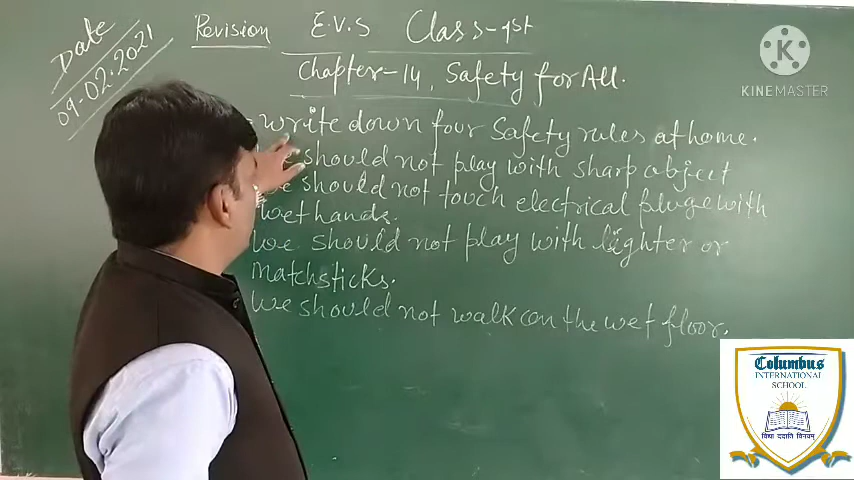 Date
09.02.2021
Revision E.V.S Class-1st
Chapter-14, Safety for All.
write down four Safety rules at home.
should not play with sharp object
should not touch electrical pluge with
wet hands.
we should not play with lighter or
matchsticks.
we should not walk on the wet floor.
K
KINEMASTER
Columbus
INTERNATIONAL
SCHOOL
विद्या ददाति विनयम्